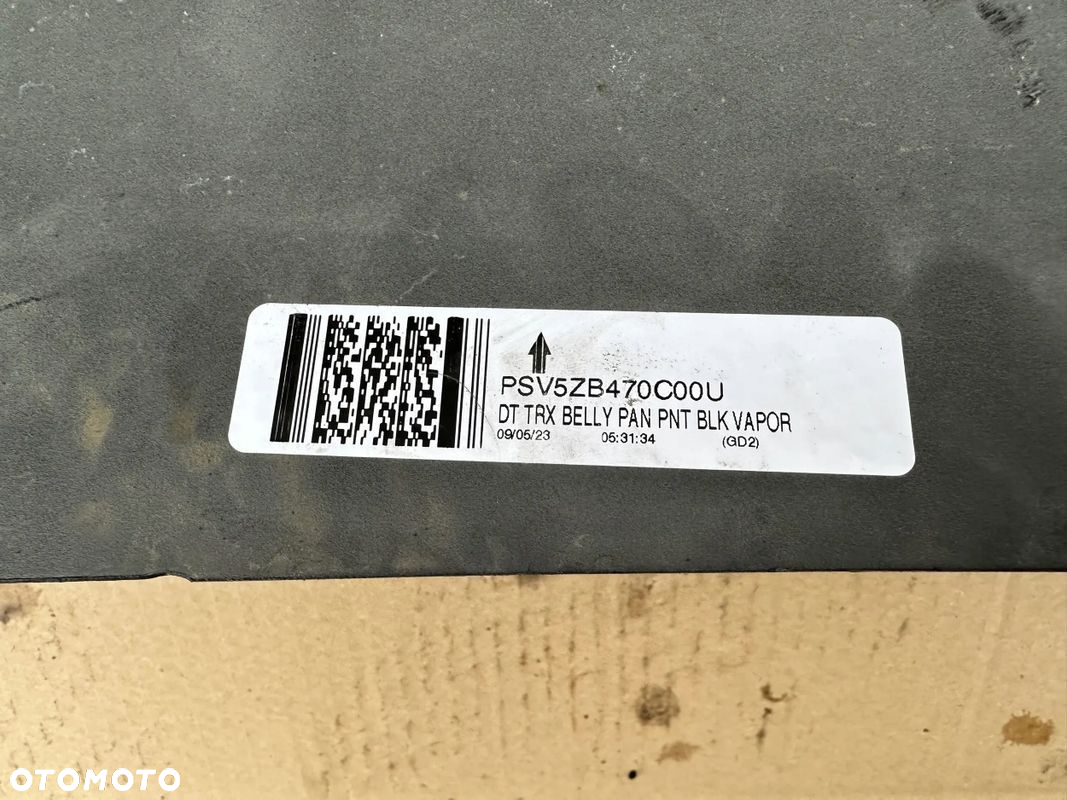 PSV5ZB470C00U
DT TRX BELLY PAN PNT BLK VAPOR
09/05/23 05:31:34 (GD2)
OTOMOTO